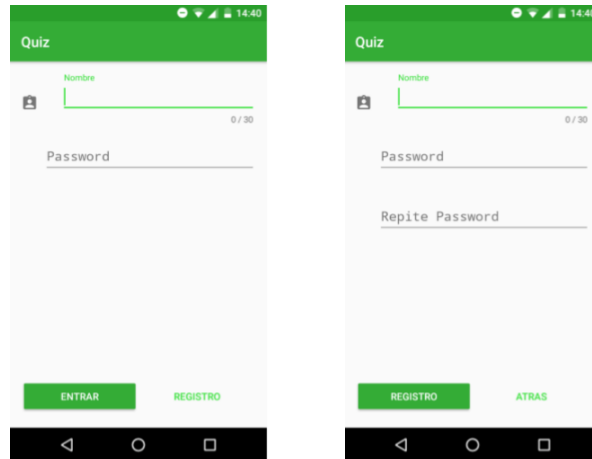 14:40
Quiz
Nombre
0 / 30
Password
ENTRAR REGISTRO
14:40
Quiz
Nombre
0 / 30
Password
Repite Password
REGISTRO ATRAS